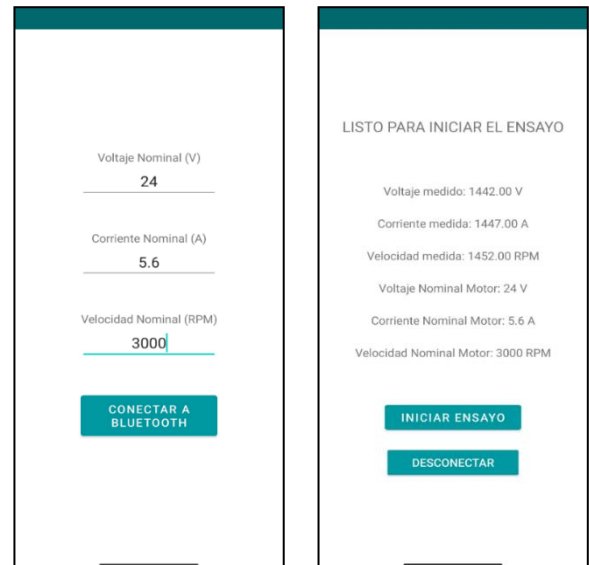 Voltaje Nominal (V)
24
Corriente Nominal (A)
5.6
Velocidad Nominal (RPM)
3000
CONECTAR A
BLUETOOTH
LISTO PARA INICIAR EL ENSAYO
Voltaje medido: 1442.00 V
Corriente medida: 1447.00 A
Velocidad medida: 1452.00 RPM
Voltaje Nominal Motor: 24 V
Corriente Nominal Motor: 5.6 A
Velocidad Nominal Motor: 3000 RPM
INICIAR ENSAYO
DESCONECTAR